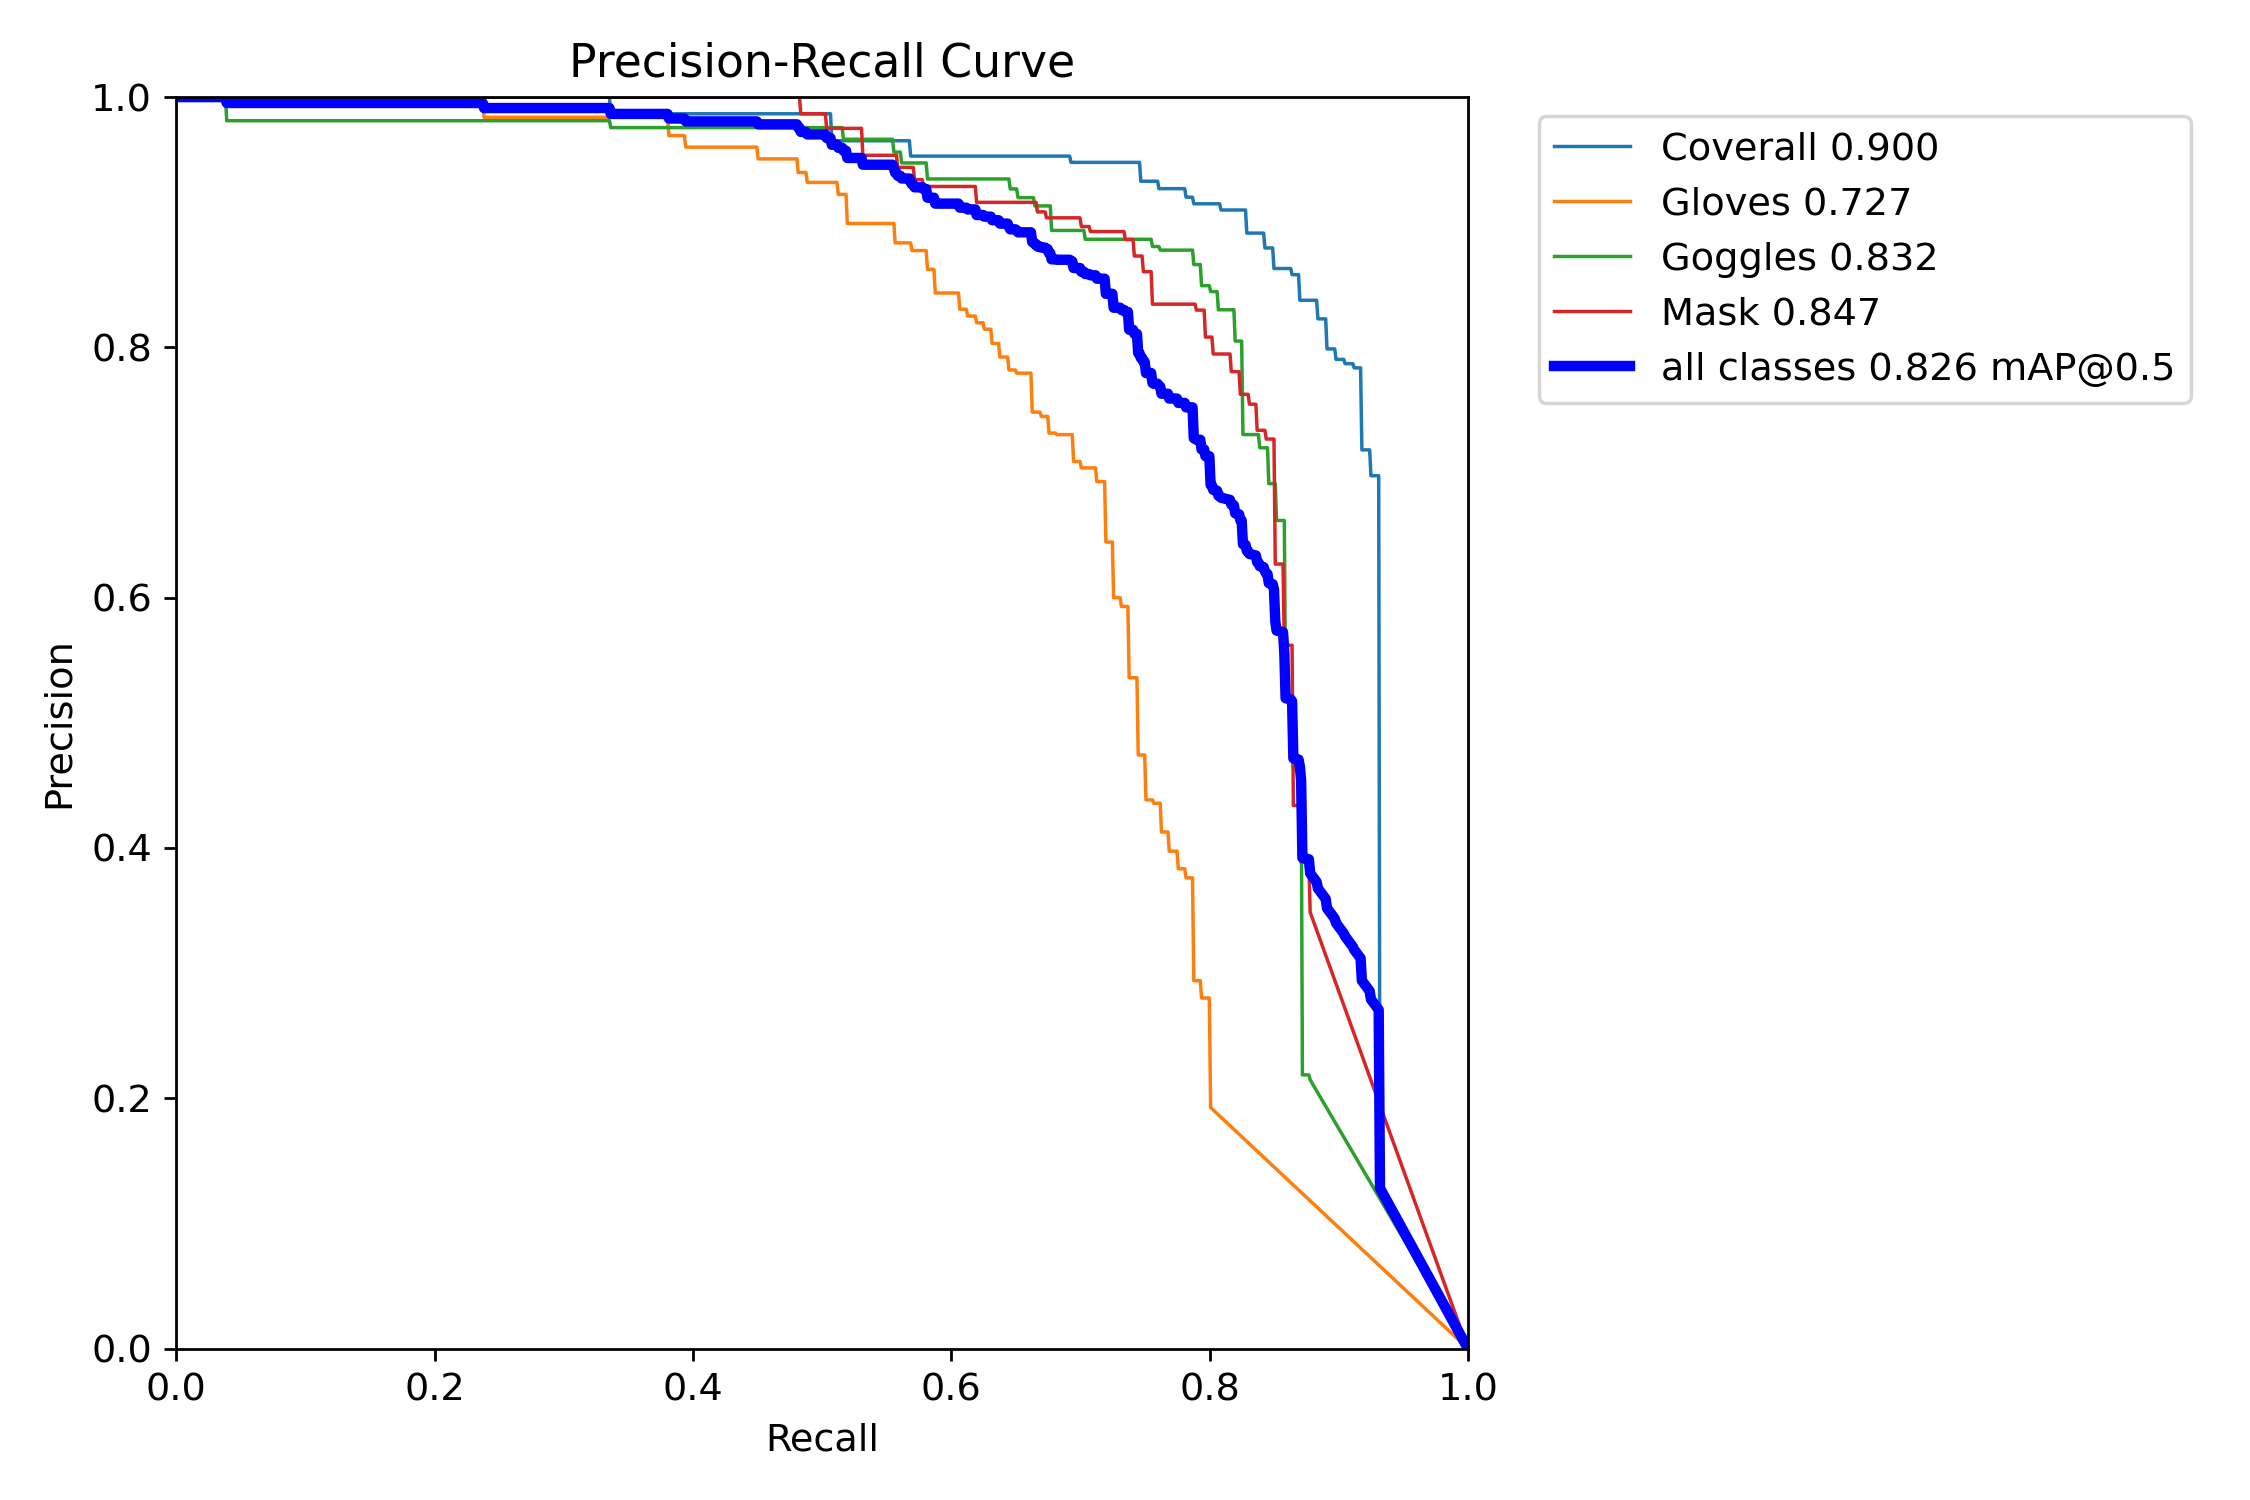 Precision-Recall Curve
Coverall 0.900
Gloves 0.727
Goggles 0.832
Mask 0.847
all classes 0.826 mAP@0.5
Precision
1.0
0.8
0.6
0.4
0.2
0.0
0.0 0.2 0.4 0.6 0.8 1.0
Recall